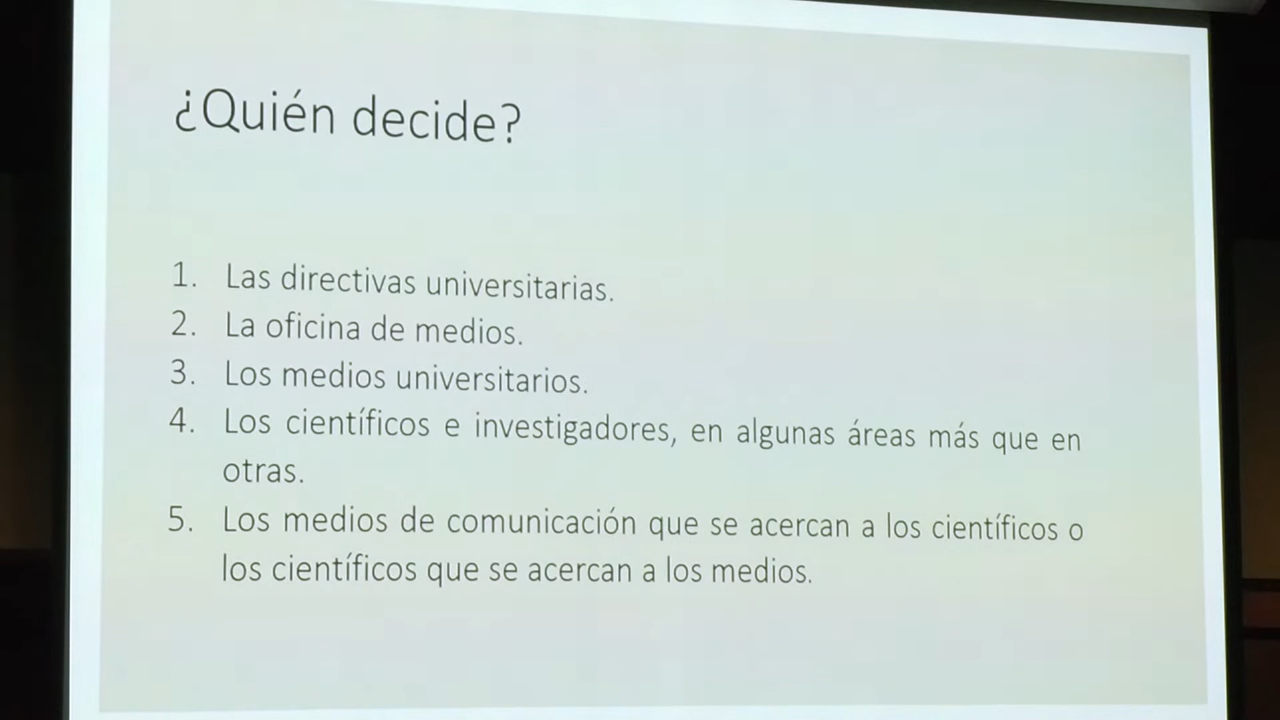 ¿Quién decide?
1. Las directivas universitarias.
2. La oficina de medios.
3. Los medios universitarios.
4. Los científicos e investigadores, en algunas áreas más que en
otras.
5. Los medios de comunicación que se acercan a los científicos o
los científicos que se acercan a los medios.